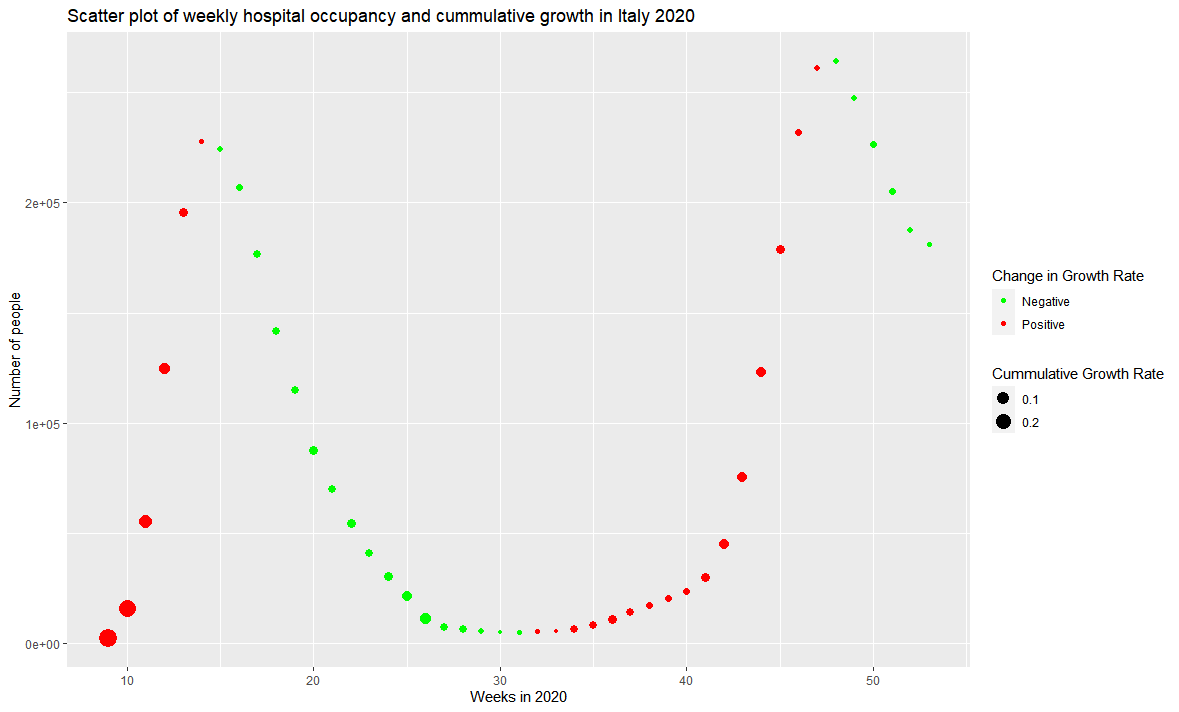 Scatter plot of weekly hospital occupancy and cummulative growth in Italy 2020
Number of people
2e+05
1e+05
0e+00
10 20 30 40 50
Weeks in 2020
Change in Growth Rate
Negative
Positive
Cummulative Growth Rate
0.1
0.2